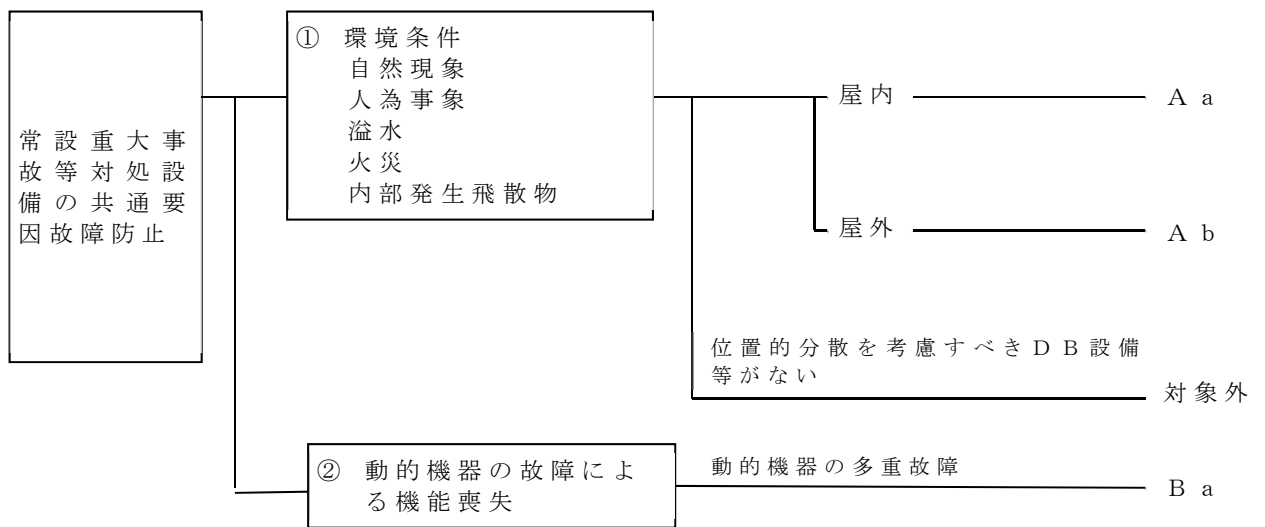 常設重大事
故等対処設
備の共通要
因故障防止
① 環境条件
自然現象
人為事象
溢水
火災
内部発生飛散物
屋内
Ａａ
屋外
Ａｂ
位置的分散を考慮すべきＤＢ設備
等がない
対象外
② 動的機器の故障によ
る機能喪失
動的機器の多重故障
Ｂａ